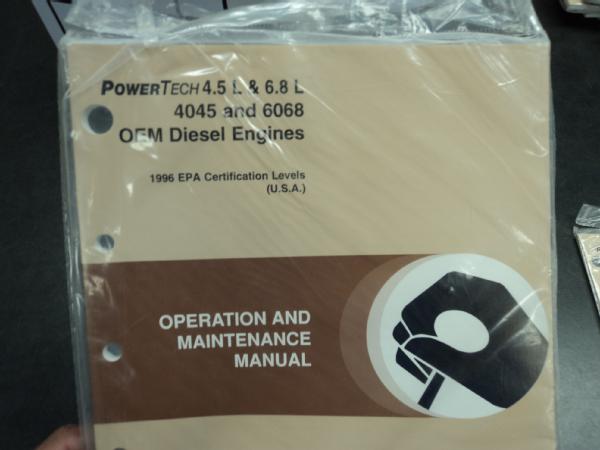 POWERTECH 4.5 L & 6.8 L
4045 and 6068
OEM Diesel Engines
1996 EPA Certification Levels
(U.S.A.)
OPERATION AND
MAINTENANCE
MANUAL